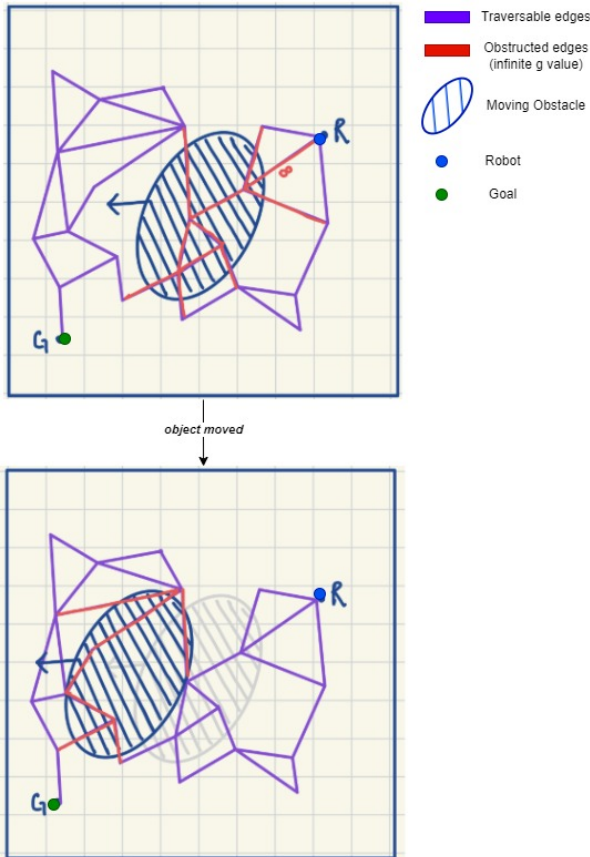 Traversable edges
Obstructed edges
(infinite g value)
Moving Obstacle
Robot
Goal
R
∞
G
object moved
R
G